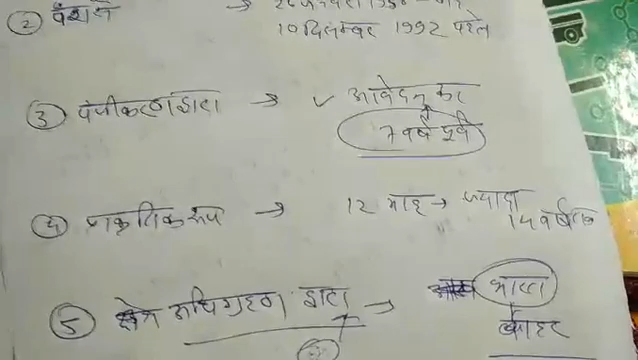 ② वंशज →
10 दिसम्बर 1992 पहले
③ पंजीकरण द्वारा → ✓ आवेदन कर
7 वर्ष पूर्व
④ प्राकृतिक रूप → 12 माह →
14 वर्ष
⑤ अधिग्रहण द्वारा → भारत
बाहर